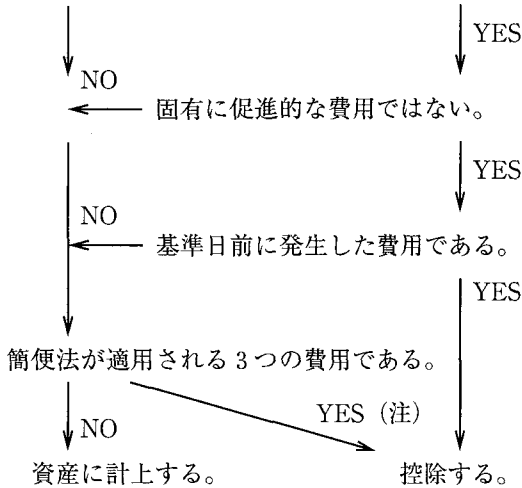 YES
NO
固有に促進的な費用ではない。
YES
NO
基準日前に発生した費用である。
YES
簡便法が適用される3つの費用である。
YES（注）
NO
資産に計上する。 控除する。